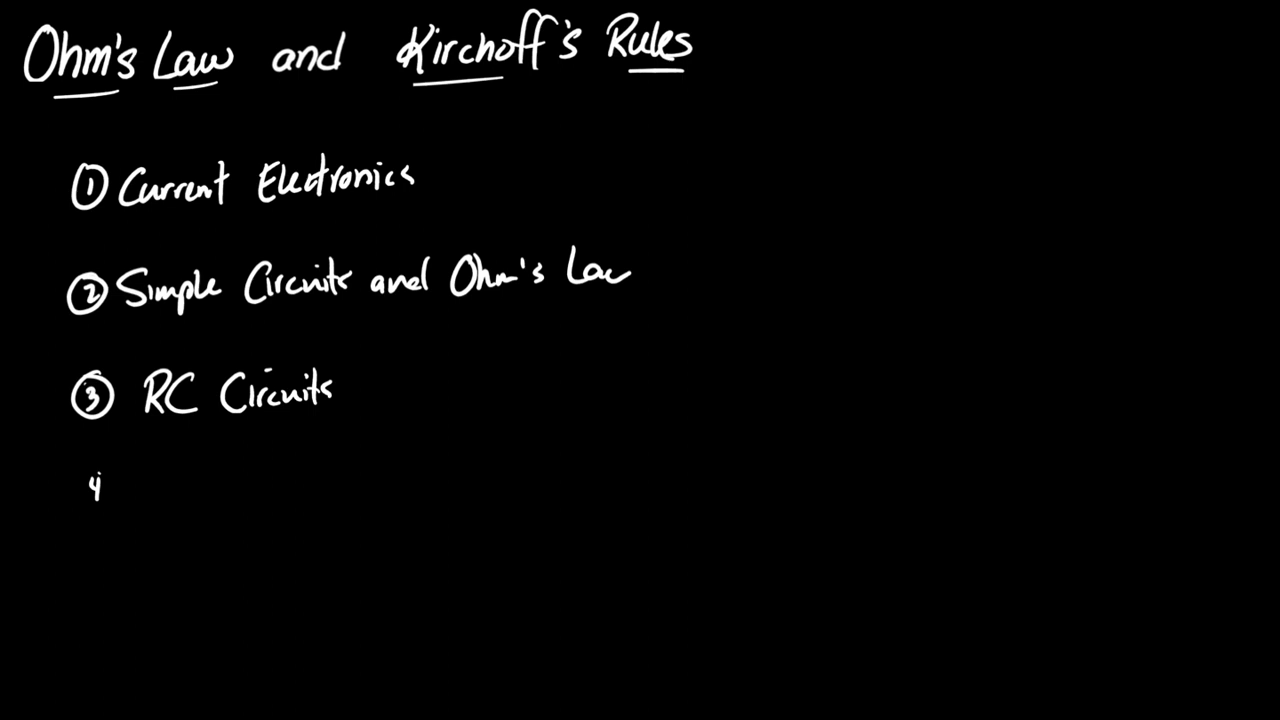 Ohm's Law and Kirchoff's Rules
① Current Electronics
② Simple Circuits and Ohm's Law
③ RC Circuits
4